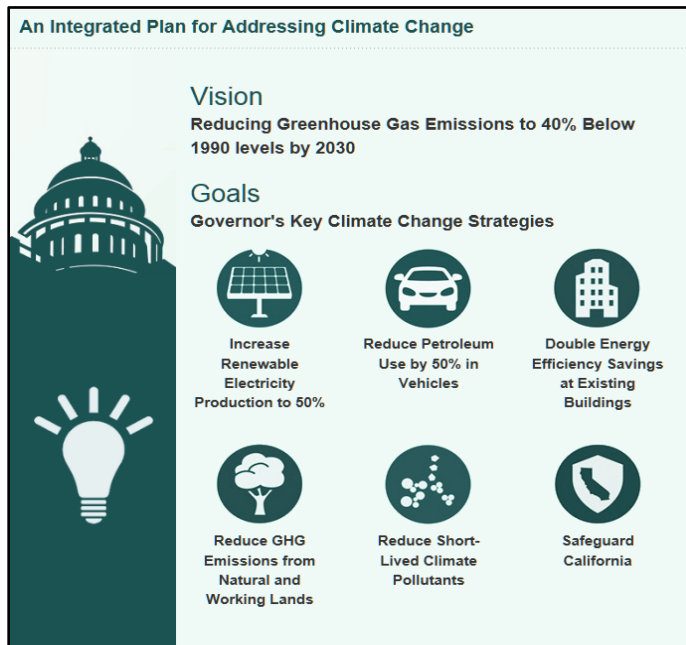 An Integrated Plan for Addressing Climate Change
Vision
Reducing Greenhouse Gas Emissions to 40% Below
1990 levels by 2030
Goals
Governor's Key Climate Change Strategies
Increase
Renewable
Electricity
Production to 50%
Reduce Petroleum
Use by 50% in
Vehicles
Double Energy
Efficiency Savings
at Existing
Buildings
Reduce GHG
Emissions from
Natural and
Working Lands
Reduce Short-
Lived Climate
Pollutants
Safeguard
California